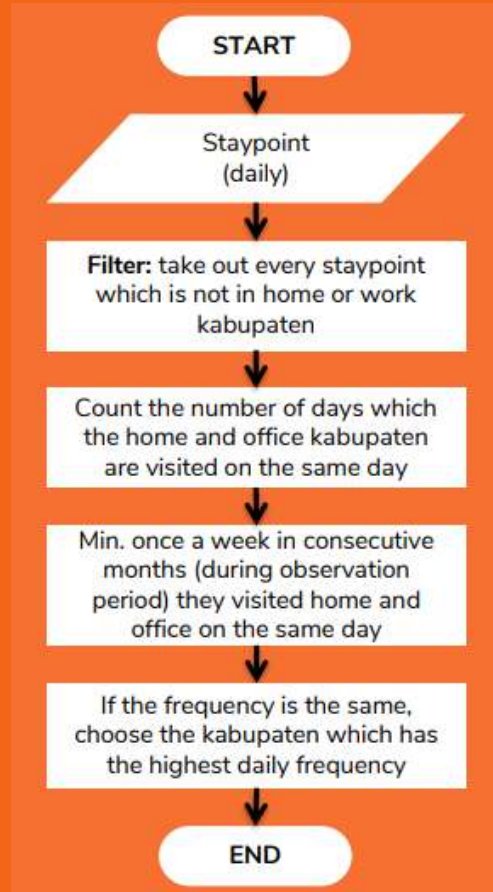 START
Staypoint
(daily)
Filter: take out every staypoint
which is not in home or work
kabupaten
Count the number of days which
the home and office kabupaten
are visited on the same day
Min. once a week in consecutive
months (during observation
period) they visited home and
office on the same day
If the frequency is the same,
choose the kabupaten which has
the highest daily frequency
END